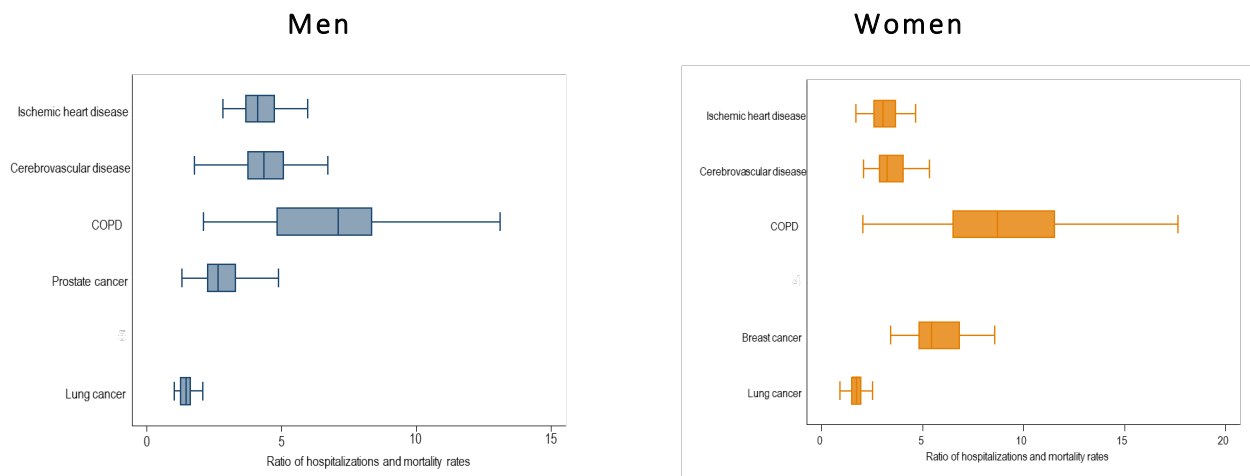 Men
Ischemic heart disease
Cerebrovascular disease
COPD
Prostate cancer
Lung cancer
0 5 10 15
Ratio of hospitalizations and mortality rates
Women
Ischemic heart disease
Cerebrovascular disease
COPD
Breast cancer
Lung cancer
0 5 10 15 20
Ratio of hospitalizations and mortality rates